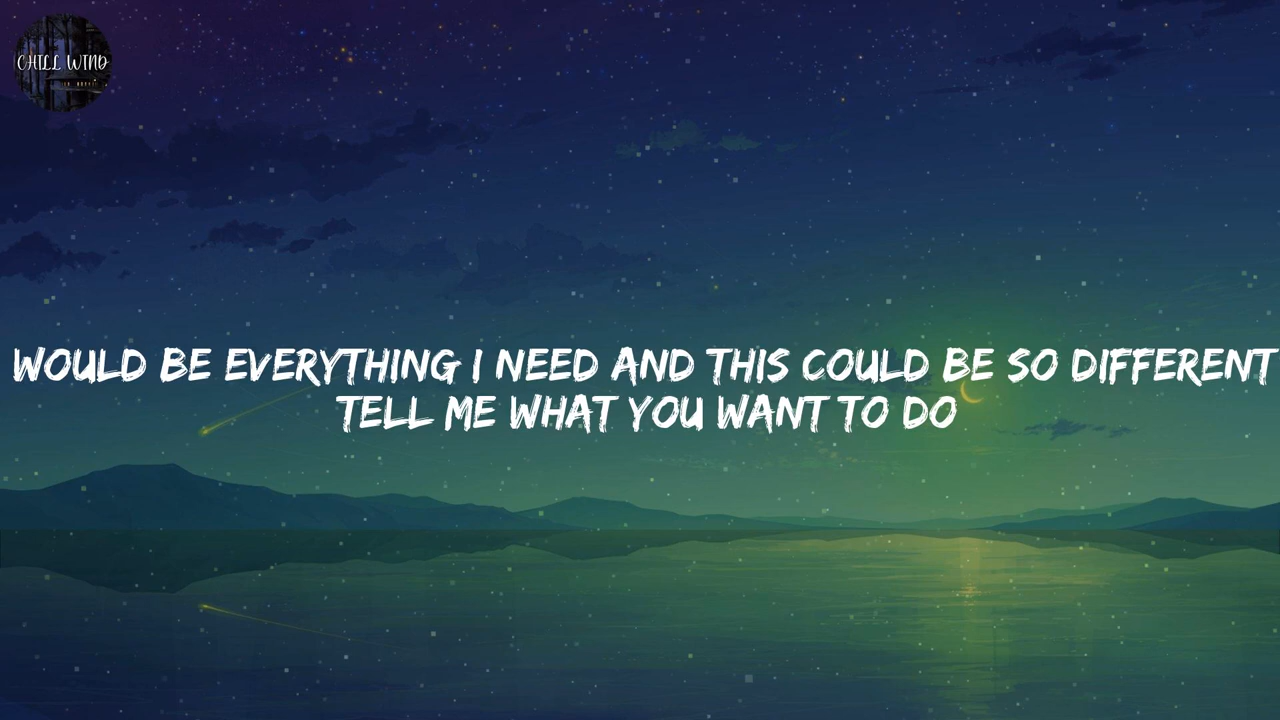 CHILL WIND
WOULD BE EVERYTHING I NEED AND THIS COULD BE SO DIFFERENT
TELL ME WHAT YOU WANT TO DO